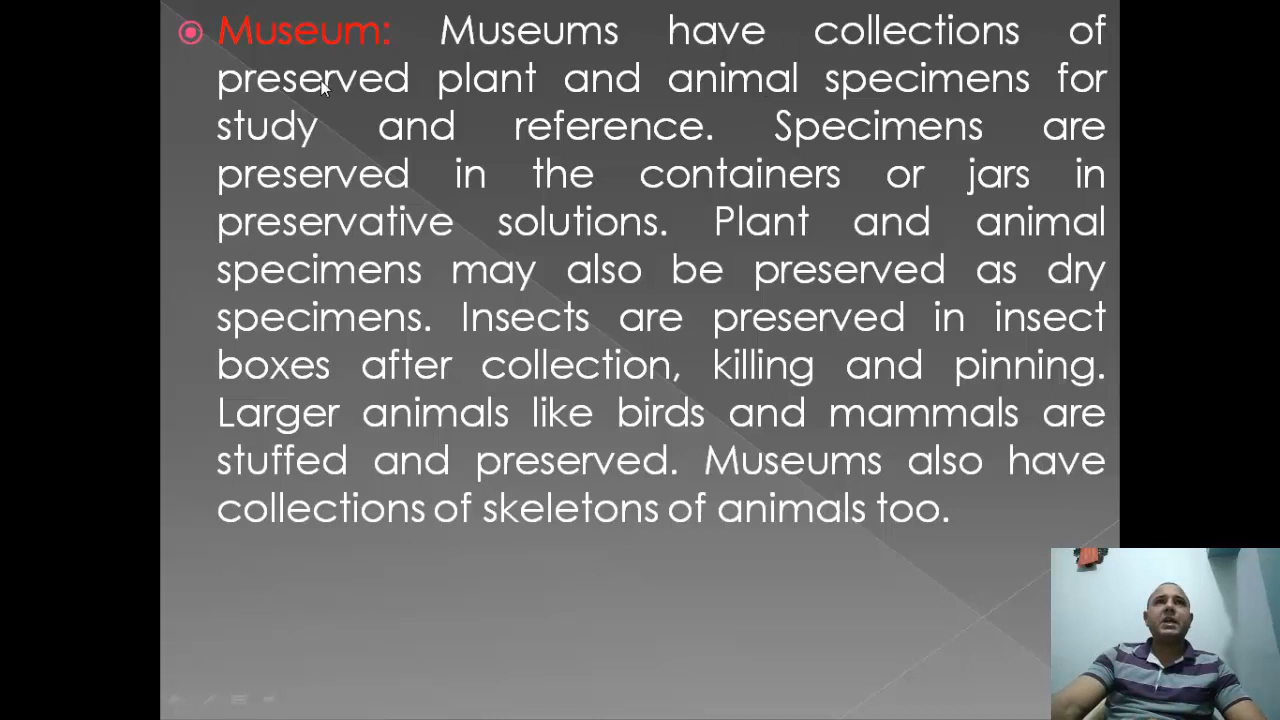 Museum: Museums have collections of
preserved plant and animal specimens for
study and reference. Specimens are
preserved in the containers or jars in
preservative solutions. Plant and animal
specimens may also be preserved as dry
specimens. Insects are preserved in insect
boxes after collection, killing and pinning.
Larger animals like birds and mammals are
stuffed and preserved. Museums also have
collections of skeletons of animals too.